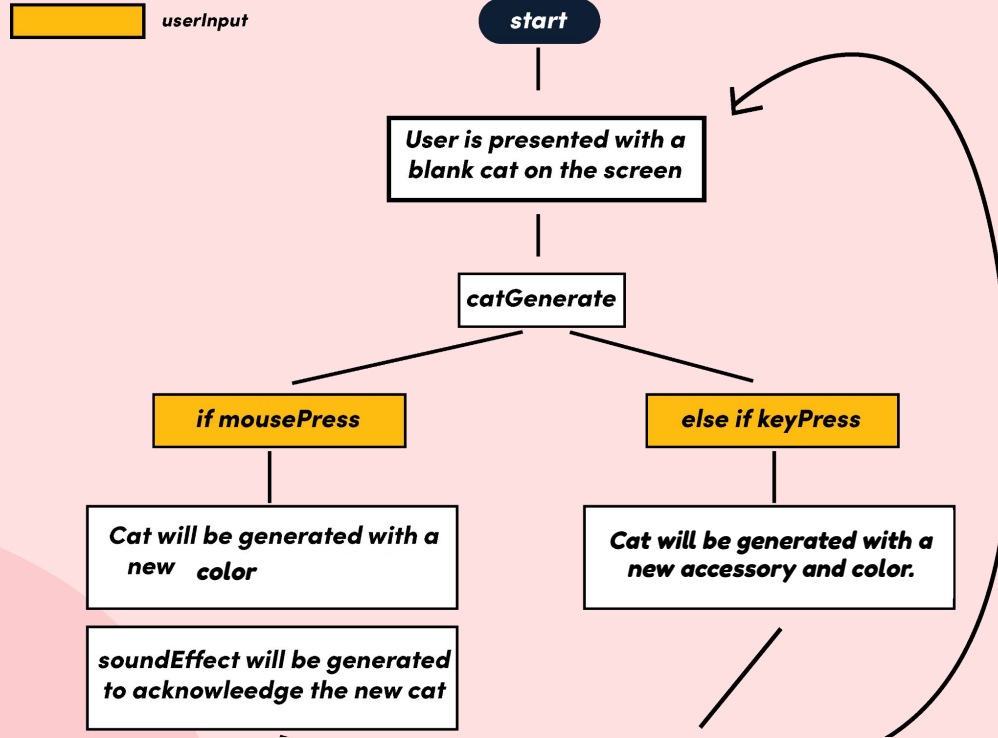 userInput
start
User is presented with a
blank cat on the screen
catGenerate
if mousePress
else if keyPress
Cat will be generated with a
new color
Cat will be generated with a
new accessory and color.
soundEffect will be generated
to acknowleedge the new cat